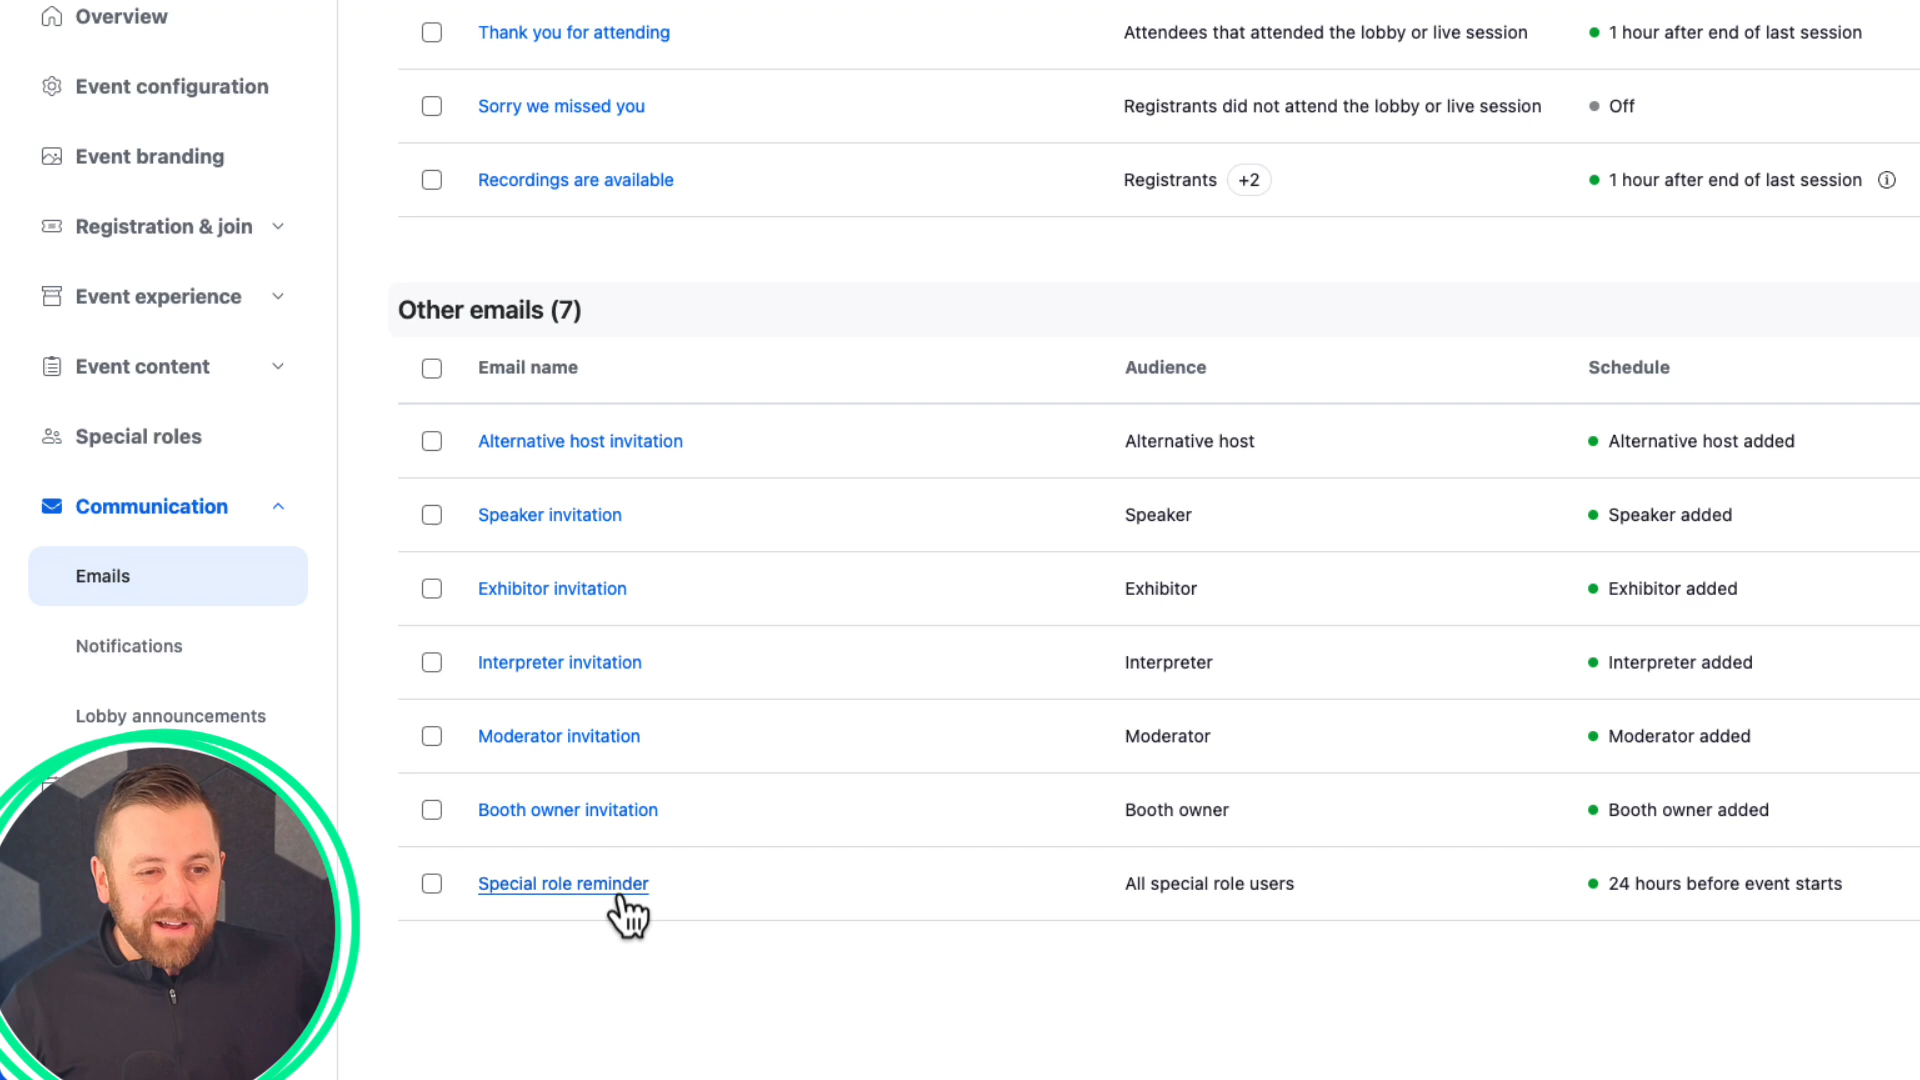 Overview
Event configuration
Event branding
Registration & join
Event experience
Event content
Special roles
Communication
Emails
Notifications
Lobby announcements
Thank you for attending Attendees that attended the lobby or live session 1 hour after end of last session
Sorry we missed you Registrants did not attend the lobby or live session Off
Recordings are available Registrants +2 1 hour after end of last session
Other emails (7)
Email name Audience Schedule
Alternative host invitation Alternative host Alternative host added
Speaker invitation Speaker Speaker added
Exhibitor invitation Exhibitor Exhibitor added
Interpreter invitation Interpreter Interpreter added
Moderator invitation Moderator Moderator added
Booth owner invitation Booth owner Booth owner added
Special role reminder All special role users 24 hours before event starts